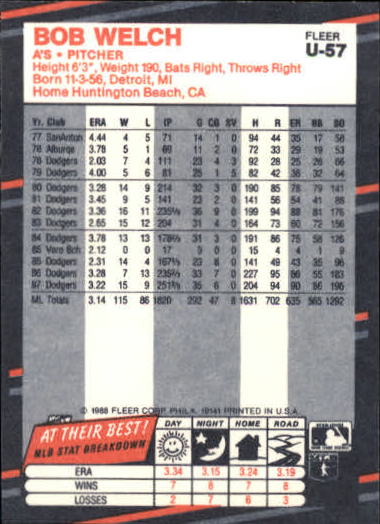 BOB WELCH
FLEER
A'S • PITCHER
U-57
Height 6'3", Weight 190, Bats Right, Throws Right
Born 11-3-56, Detroit, MI
Home Huntington Beach, CA
Yr. Club ERA W L IP G CG SV H R ER BB SO
77 SanAnton 4.44 4 5 71 14 1 0 94 44 35 17 56
78 Alburqe 3.78 5 1 69 11 2 0 72 33 29 19 53
78 Dodgers 2.03 7 4 111 23 4 3 92 28 25 26 66
79 Dodgers 4.00 5 6 81 25 1 5 82 42 36 32 64
80 Dodgers 3.28 14 9 214 32 3 0 190 85 78 79 141
81 Dodgers 3.45 9 5 141 23 2 0 141 56 54 41 88
82 Dodgers 3.36 16 11 235⅔ 36 9 0 199 94 88 81 176
83 Dodgers 2.65 15 12 204 31 4 0 164 73 60 72 156
84 Dodgers 3.78 13 13 178⅔ 31 3 0 191 86 75 58 126
85 Vero Bch 2.12 0 0 17 3 0 0 15 4 4 1 9
85 Dodgers 2.31 14 4 167⅓ 23 8 0 141 49 43 35 96
86 Dodgers 3.28 7 13 235⅔ 33 7 0 227 95 86 55 183
87 Dodgers 3.22 15 9 251⅔ 35 6 0 204 94 90 86 196
ML Totals 3.14 115 86 1820 292 47 8 1631 702 635 565 1292
© 1988 FLEER CORP. PHILA. 19141 PRINTED IN U.S.A.
AT THEIR BEST!
MLB STAT BREAKDOWN
DAY NIGHT HOME ROAD
ERA 3.34 3.15 3.24 3.19
WINS 7 8 7 8
LOSSES 2 7 6 3